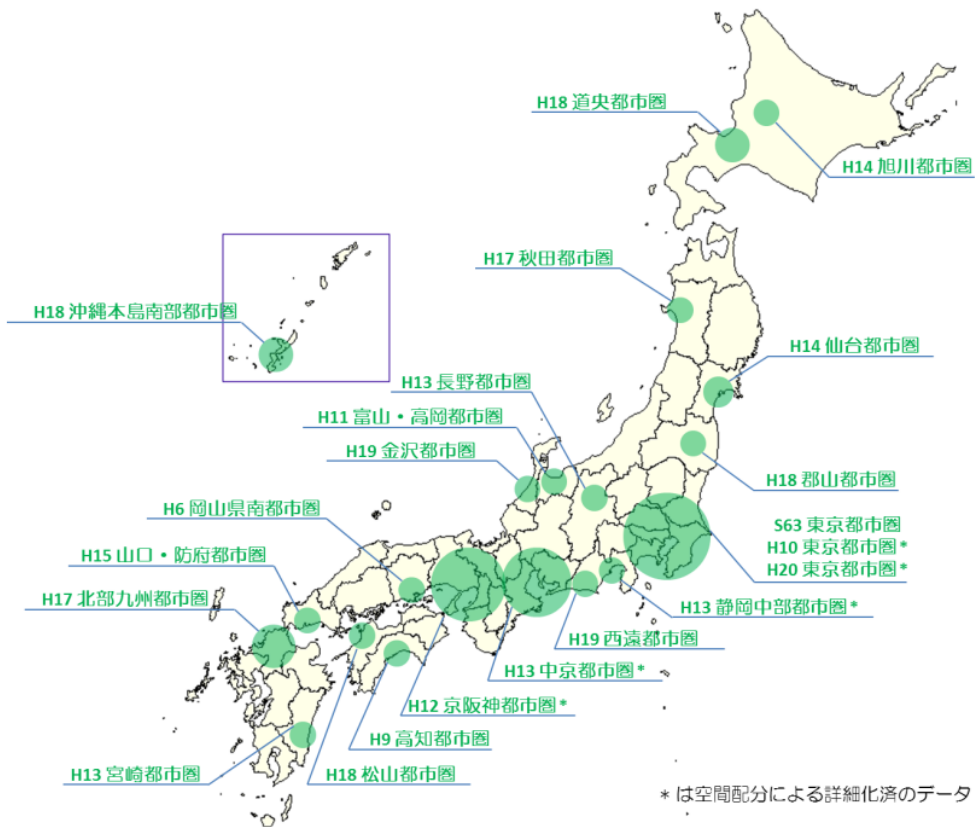 H18 道央都市圏
H14 旭川都市圏
H17 秋田都市圏
H18 沖縄本島南部都市圏
H14 仙台都市圏
H13 長野都市圏
H11 富山・高岡都市圏
H19 金沢都市圏
H18 郡山都市圏
H6 岡山県南都市圏
S63 東京都市圏
H10 東京都市圏*
H20 東京都市圏*
H15 山口・防府都市圏
H17 北部九州都市圏
H13 静岡中部都市圏*
H19 西遠都市圏
H13 中京都市圏*
H12 京阪神都市圏*
H9 高知都市圏
H13 宮崎都市圏
H18 松山都市圏
* は空間配分による詳細化済のデータ